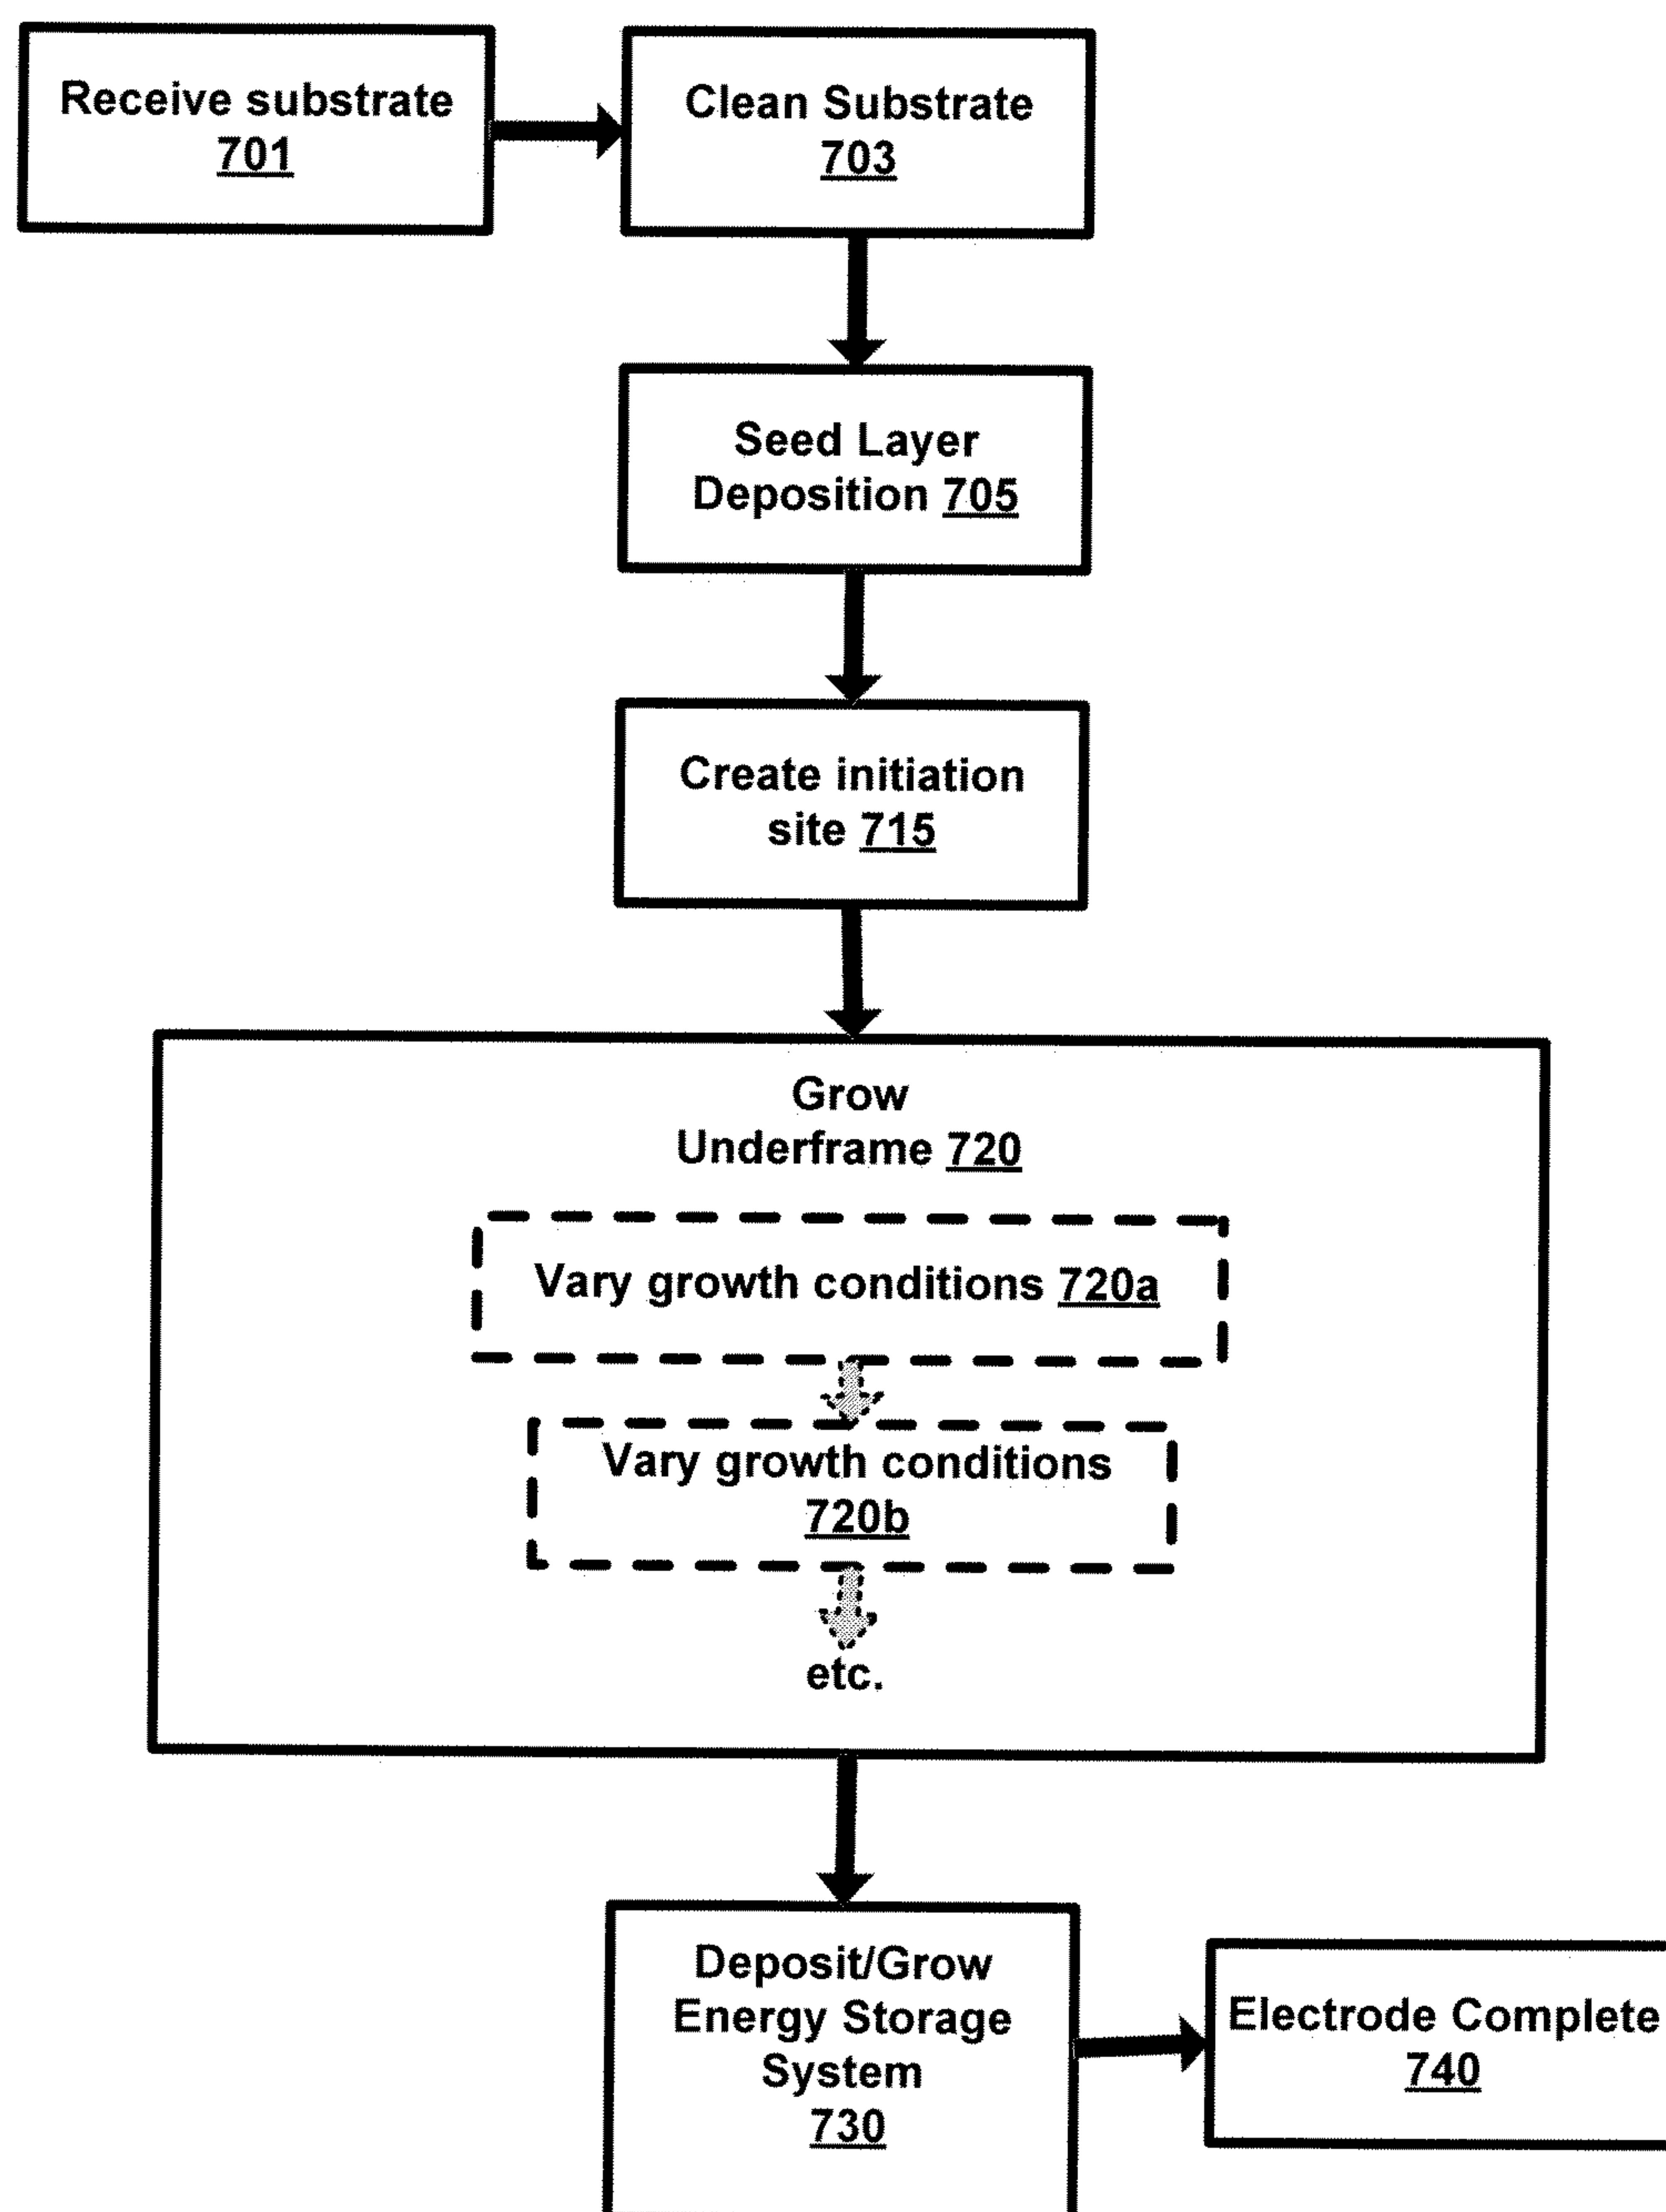 Receive substrate
701
Clean Substrate
703
Seed Layer
Deposition 705
Create initiation
site 715
Grow
Underframe 720
Vary growth conditions 720a
Vary growth conditions
720b
etc.
Deposit/Grow
Energy Storage
System
730
Electrode Complete
740